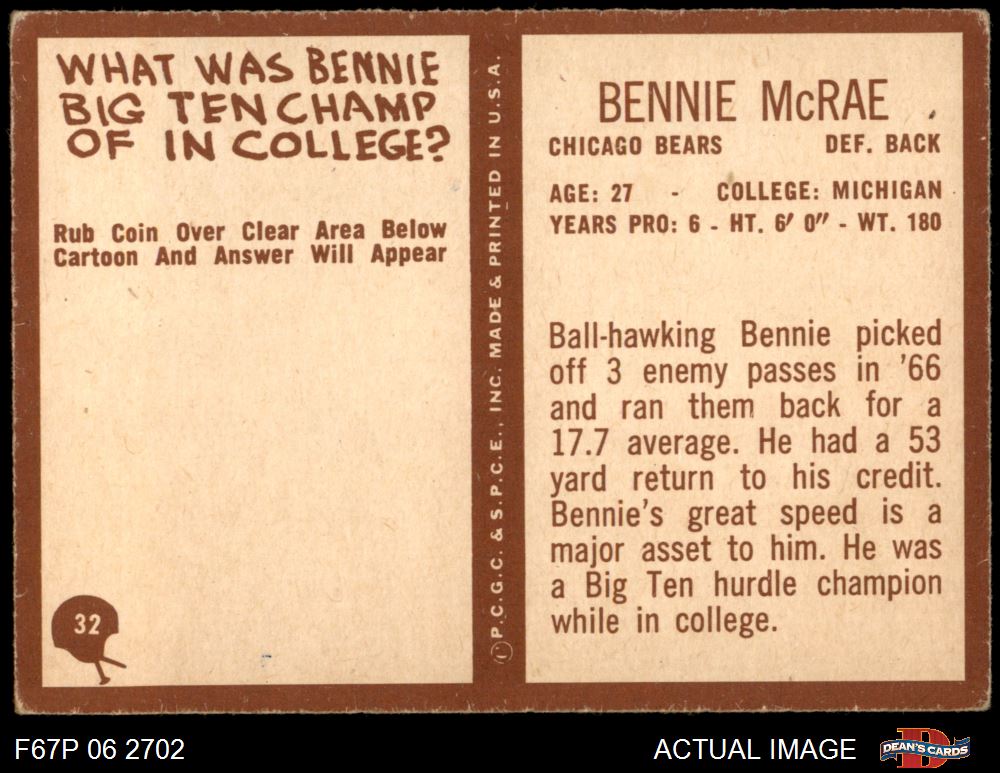 WHAT WAS BENNIE
BIG TEN CHAMP
OF IN COLLEGE?
Rub Coin Over Clear Area Below
Cartoon And Answer Will Appear
32
© P.C.G.C. & S.P.C.E., INC. MADE & PRINTED IN U.S.A.
BENNIE McRAE
CHICAGO BEARS DEF. BACK
AGE: 27 - COLLEGE: MICHIGAN
YEARS PRO: 6 - HT. 6' 0" - WT. 180
Ball-hawking Bennie picked
off 3 enemy passes in '66
and ran them back for a
17.7 average. He had a 53
yard return to his credit.
Bennie's great speed is a
major asset to him. He was
a Big Ten hurdle champion
while in college.
F67P 06 2702
ACTUAL IMAGE
D
DEAN'S CARDS